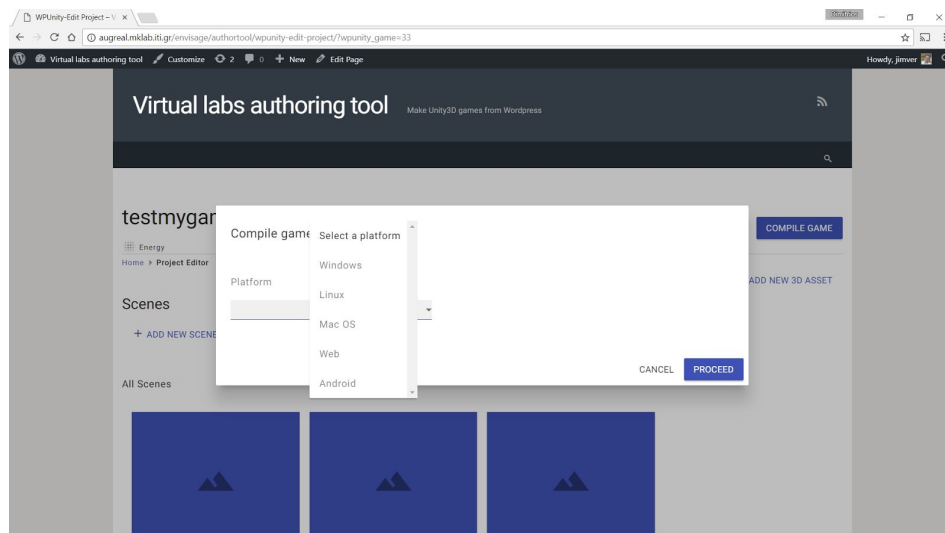 WPUnity-Edit Project – V
Dimitrios
augreal.mklab.iti.gr/envisage/authortool/wpunity-edit-project/?wpunity_game=33
Virtual labs authoring tool Customize 2 0 New Edit Page Howdy, jimver
Virtual labs authoring tool Make Unity3D games from Wordpress
testmygam
COMPILE GAME
Energy
Home Project Editor
ADD NEW 3D ASSET
Scenes
+ ADD NEW SCENE
All Scenes
Compile game
Platform
Select a platform
Windows
Linux
Mac OS
Web
Android
CANCEL PROCEED